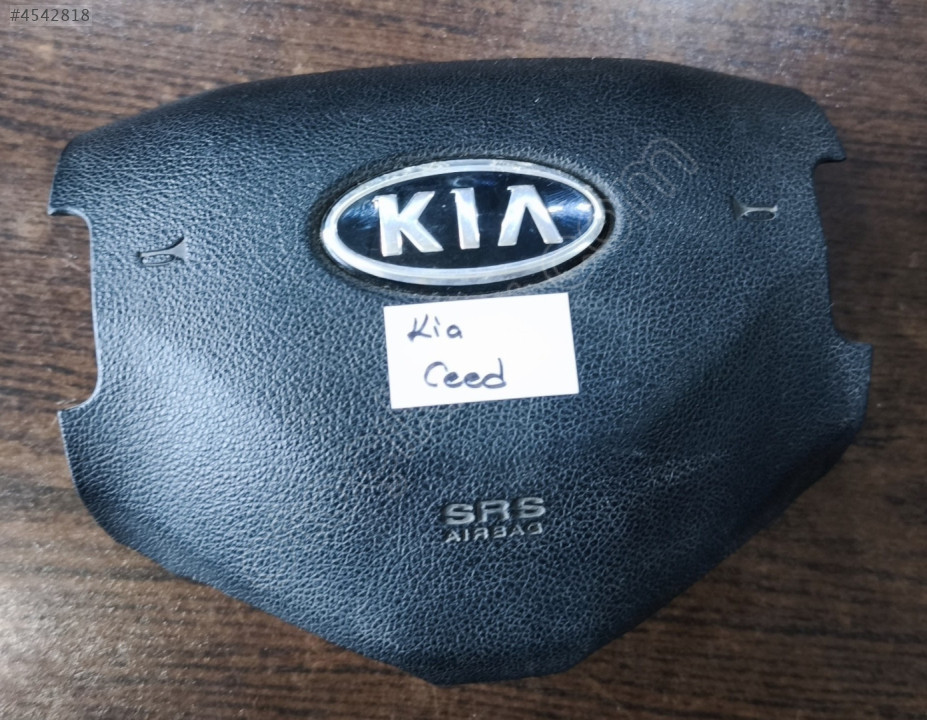 #4542818
KIA
Kia
Ceed
SRS
AIRBAG